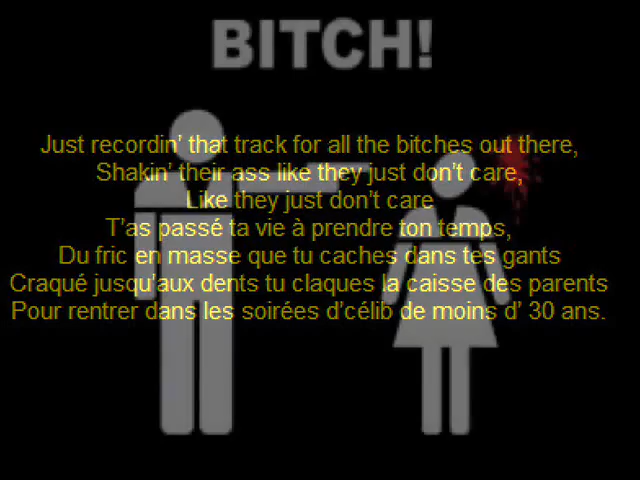 BITCH!
Just recordin' that track for all the bitches out there,
Shakin' their ass like they just don't care,
Like they just don't care
T'as passé ta vie à prendre ton temps,
Du fric en masse que tu caches dans tes gants
Craqué jusqu'aux dents tu claques la caisse des parents
Pour rentrer dans les soirées d'célib de moins d' 30 ans.